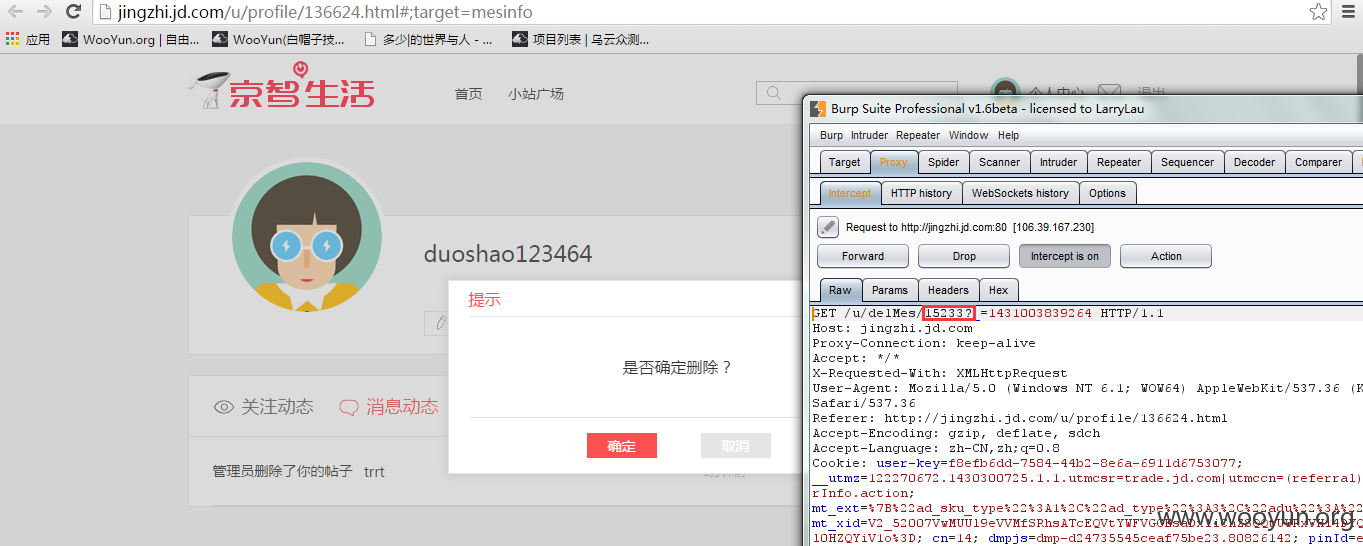 jingzhi.jd.com/u/profile/136624.html#;target=mesinfo
应用 WooYun.org | 自由... WooYun(白帽子技... 多少|的世界与人 - ... 项目列表 | 乌云众测...
京智生活
首页 小站广场
个人中心 退出
duoshao123464
提示
是否确定删除？
确定 取消
关注动态 消息动态
管理员删除了你的帖子 trrt
Burp Suite Professional v1.6beta - licensed to LarryLau
Burp Intruder Repeater Window Help
Target Proxy Spider Scanner Intruder Repeater Sequencer Decoder Comparer
Intercept HTTP history WebSockets history Options
Request to http://jingzhi.jd.com:80 [106.39.167.230]
Forward Drop Intercept is on Action
Raw Params Headers Hex
GET /u/delMes/15233?_=1431003839264 HTTP/1.1
Host: jingzhi.jd.com
Proxy-Connection: keep-alive
Accept: */*
X-Requested-With: XMLHttpRequest
User-Agent: Mozilla/5.0 (Windows NT 6.1; WOW64) AppleWebKit/537.36 (K
Safari/537.36
Referer: http://jingzhi.jd.com/u/profile/136624.html
Accept-Encoding: gzip, deflate, sdch
Accept-Language: zh-CN,zh;q=0.8
Cookie: user-key=f8efb6dd-7584-44b2-8e6a-6911d6753077;
__utmz=122270672.1430300725.1.1.utmcsr=trade.jd.com|utmccn=(referral)
rInfo.action;
mt_ext=%7B%22ad_sku_type%22%3A1%2C%22ad_type%22%3A3%2C%22adu%22%3A%22
www.wooyun.org
cn=14; dmpjs=dmp-d24735545ceaf75be23.80826142; pinId=e